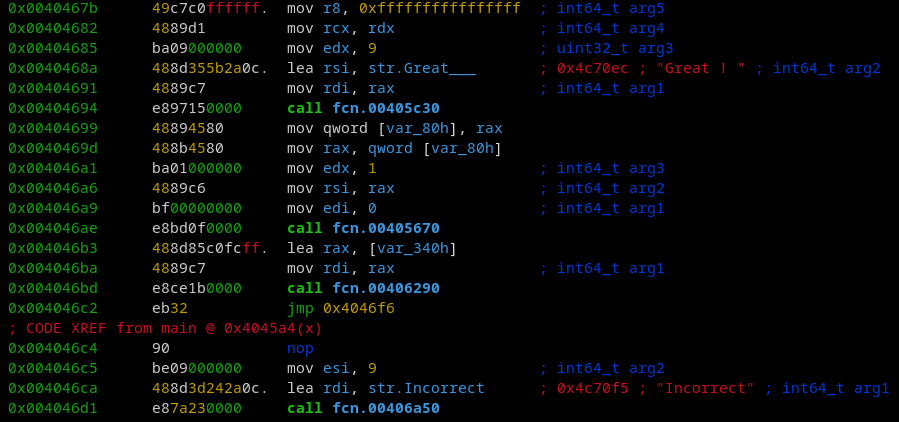 0x0040467b 49c7c0ffffff. mov r8, 0xffffffffffffffff ; int64_t arg5
0x00404682 4889d1 mov rcx, rdx ; int64_t arg4
0x00404685 ba09000000 mov edx, 9 ; uint32_t arg3
0x0040468a 488d355b2a0c. lea rsi, str.Great___ ; 0x4c70ec ; "Great ! " ; int64_t arg2
0x00404691 4889c7 mov rdi, rax ; int64_t arg1
0x00404694 e897150000 call fcn.00405c30
0x00404699 48894580 mov qword [var_80h], rax
0x0040469d 488b4580 mov rax, qword [var_80h]
0x004046a1 ba01000000 mov edx, 1 ; int64_t arg3
0x004046a6 4889c6 mov rsi, rax ; int64_t arg2
0x004046a9 bf00000000 mov edi, 0 ; int64_t arg1
0x004046ae e8bd0f0000 call fcn.00405670
0x004046b3 488d85c0fcff. lea rax, [var_340h]
0x004046ba 4889c7 mov rdi, rax ; int64_t arg1
0x004046bd e8ce1b0000 call fcn.00406290
0x004046c2 eb32 jmp 0x4046f6
; CODE XREF from main @ 0x4045a4(x)
0x004046c4 90 nop
0x004046c5 be09000000 mov esi, 9 ; int64_t arg2
0x004046ca 488d3d242a0c. lea rdi, str.Incorrect ; 0x4c70f5 ; "Incorrect" ; int64_t arg1
0x004046d1 e87a230000 call fcn.00406a50